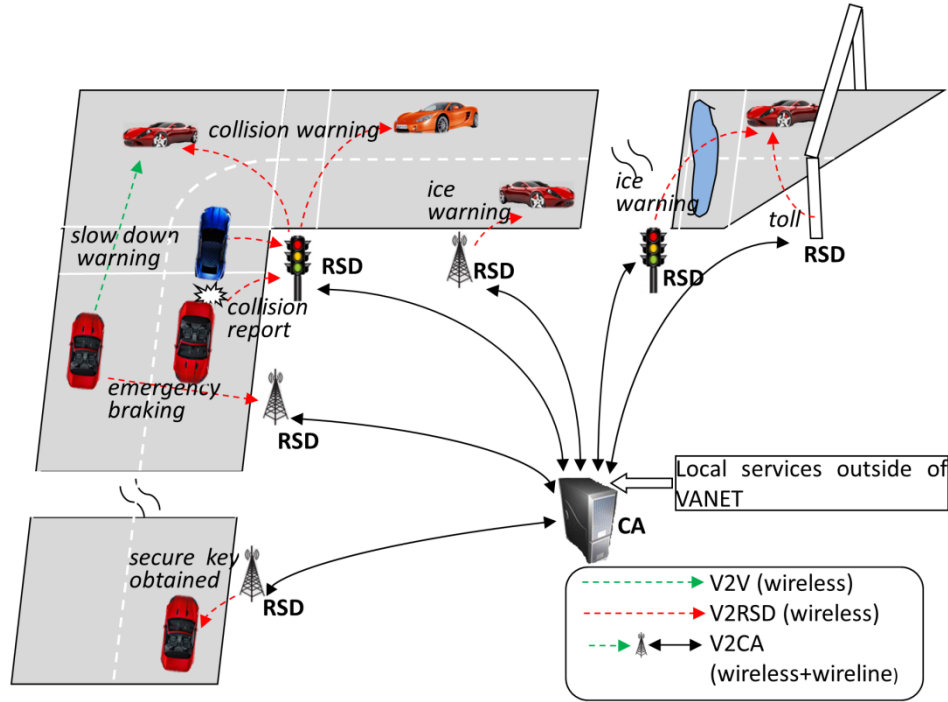 collision warning
ice
warning
ice
warning
toll
slow down
warning
RSD
RSD
RSD
RSD
collision
report
emergency
braking
RSD
Local services outside of
VANET
CA
secure key
obtained
RSD
V2V (wireless)
V2RSD (wireless)
V2CA
(wireless+wireline)